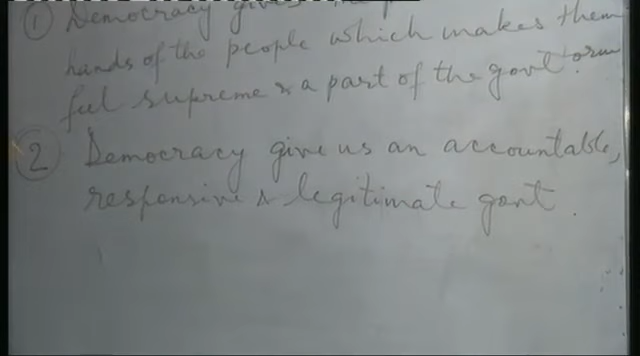 ① Democracy gives
hands of the people which makes them
feel supreme & a part of the govt.
② Democracy give us an accountable,
responsive & legitimate govt.